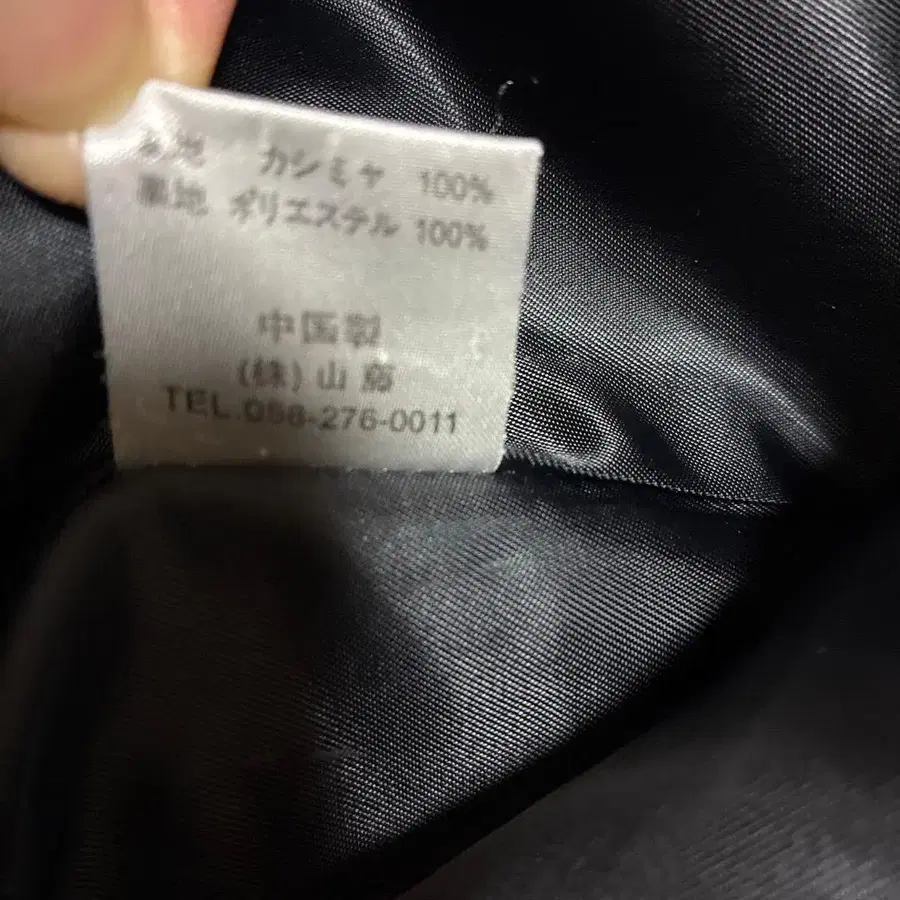 表地 カシミヤ 100%
裏地 ポリエステル 100%
中国製
(株)山
TEL.058-276-0011